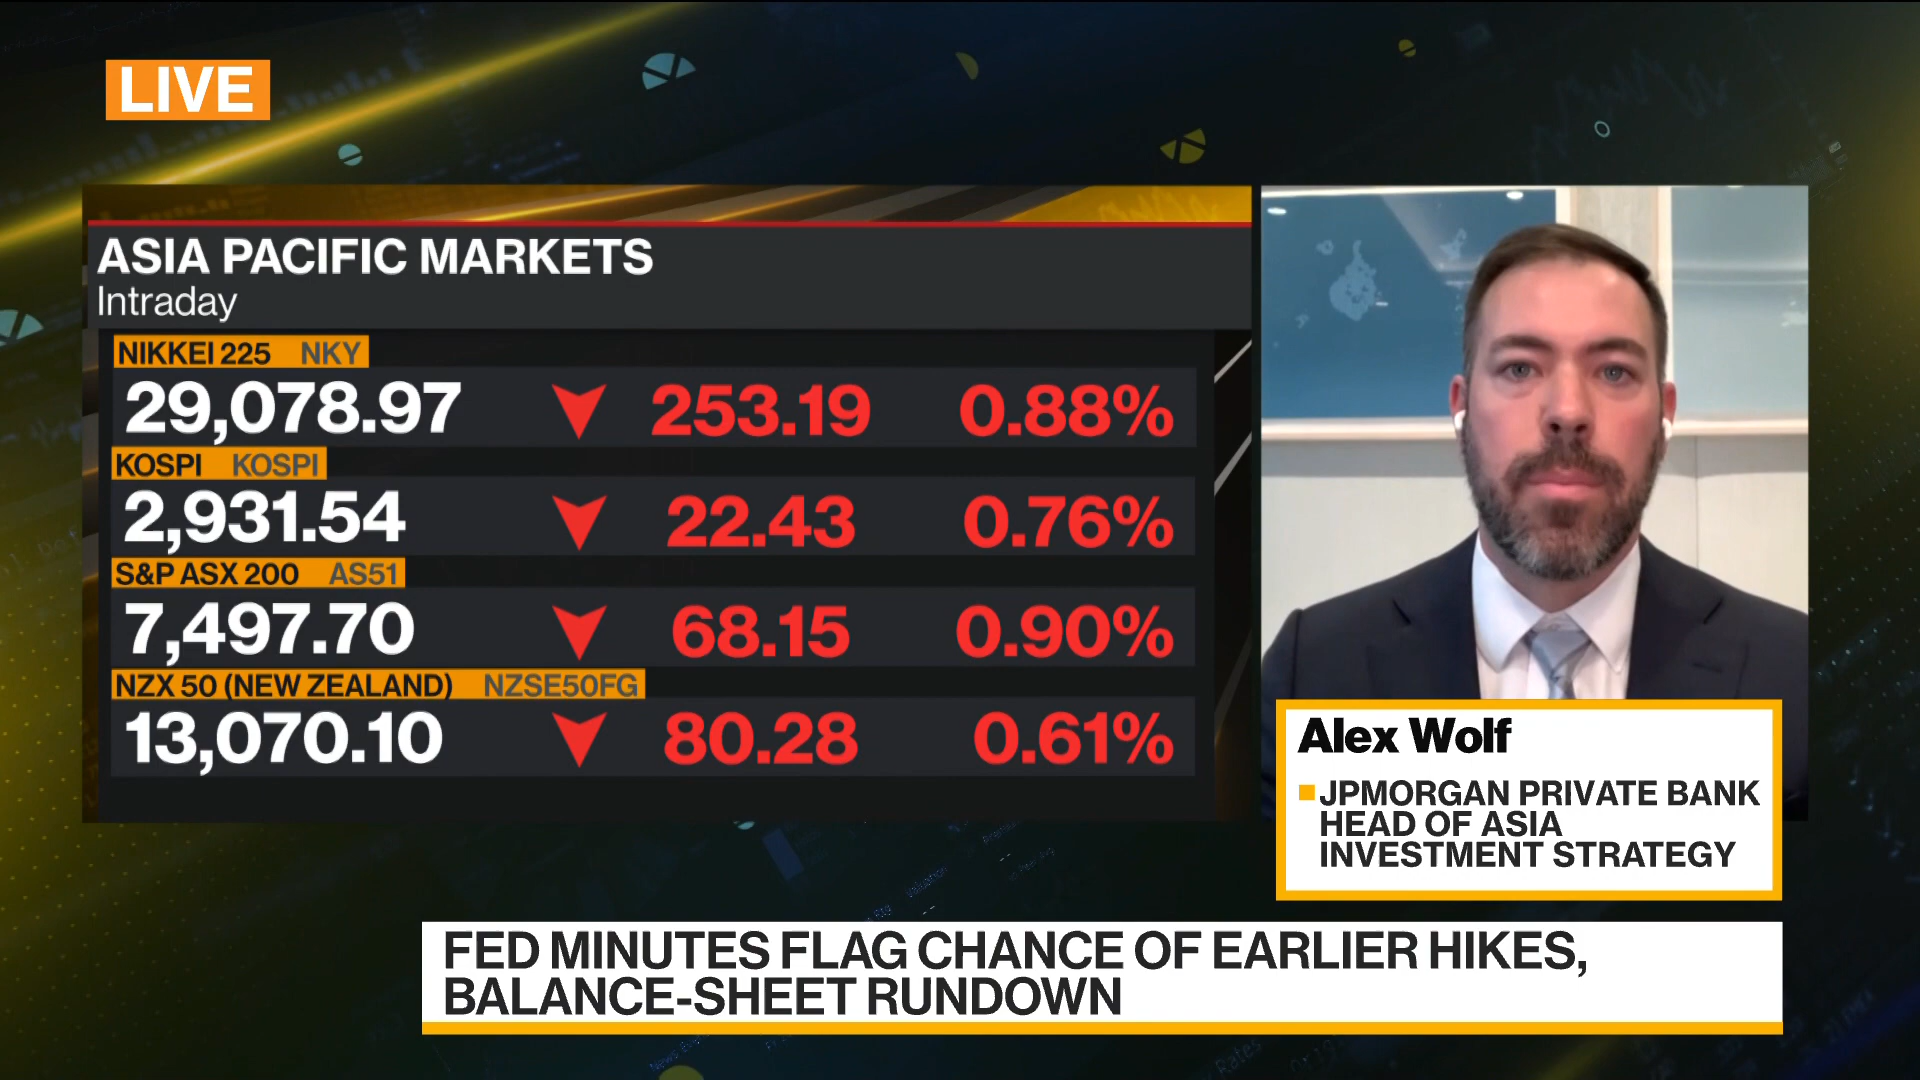 LIVE
ASIA PACIFIC MARKETS
Intraday
NIKKEI 225 NKY
29,078.97 253.19 0.88%
KOSPI KOSPI
2,931.54 22.43 0.76%
S&P ASX 200 AS51
7,497.70 68.15 0.90%
NZX 50 (NEW ZEALAND) NZSE50FG
13,070.10 80.28 0.61%
Alex Wolf
JPMORGAN PRIVATE BANK
HEAD OF ASIA
INVESTMENT STRATEGY
FED MINUTES FLAG CHANCE OF EARLIER HIKES,
BALANCE-SHEET RUNDOWN